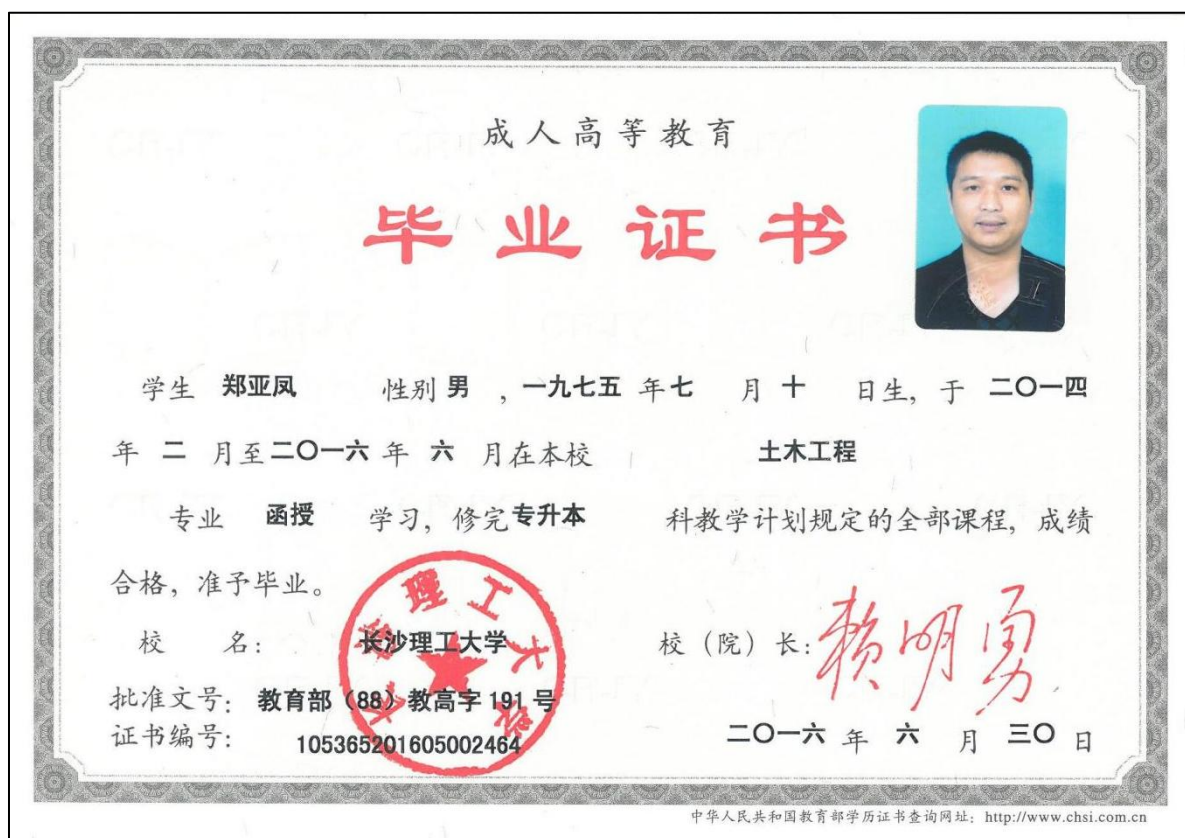 成人高等教育
毕业证书
学生 郑亚凤 性别 男 ，一九七五 年 七 月 十 日生，于 二〇一四
年 二 月至 二〇一六 年 六 月在本校 土木工程
专业 函授 学习，修完 专升本 科教学计划规定的全部课程，成绩
合格，准予毕业。
校 名： 长沙理工大学 校（院）长：赖明勇
批准文号：教育部（88）教高字 191 号
证书编号： 105365201605002464 二〇一六 年 六 月 三〇 日
长沙理工大学
中华人民共和国教育部学历证书查询网址：http://www.chsi.com.cn